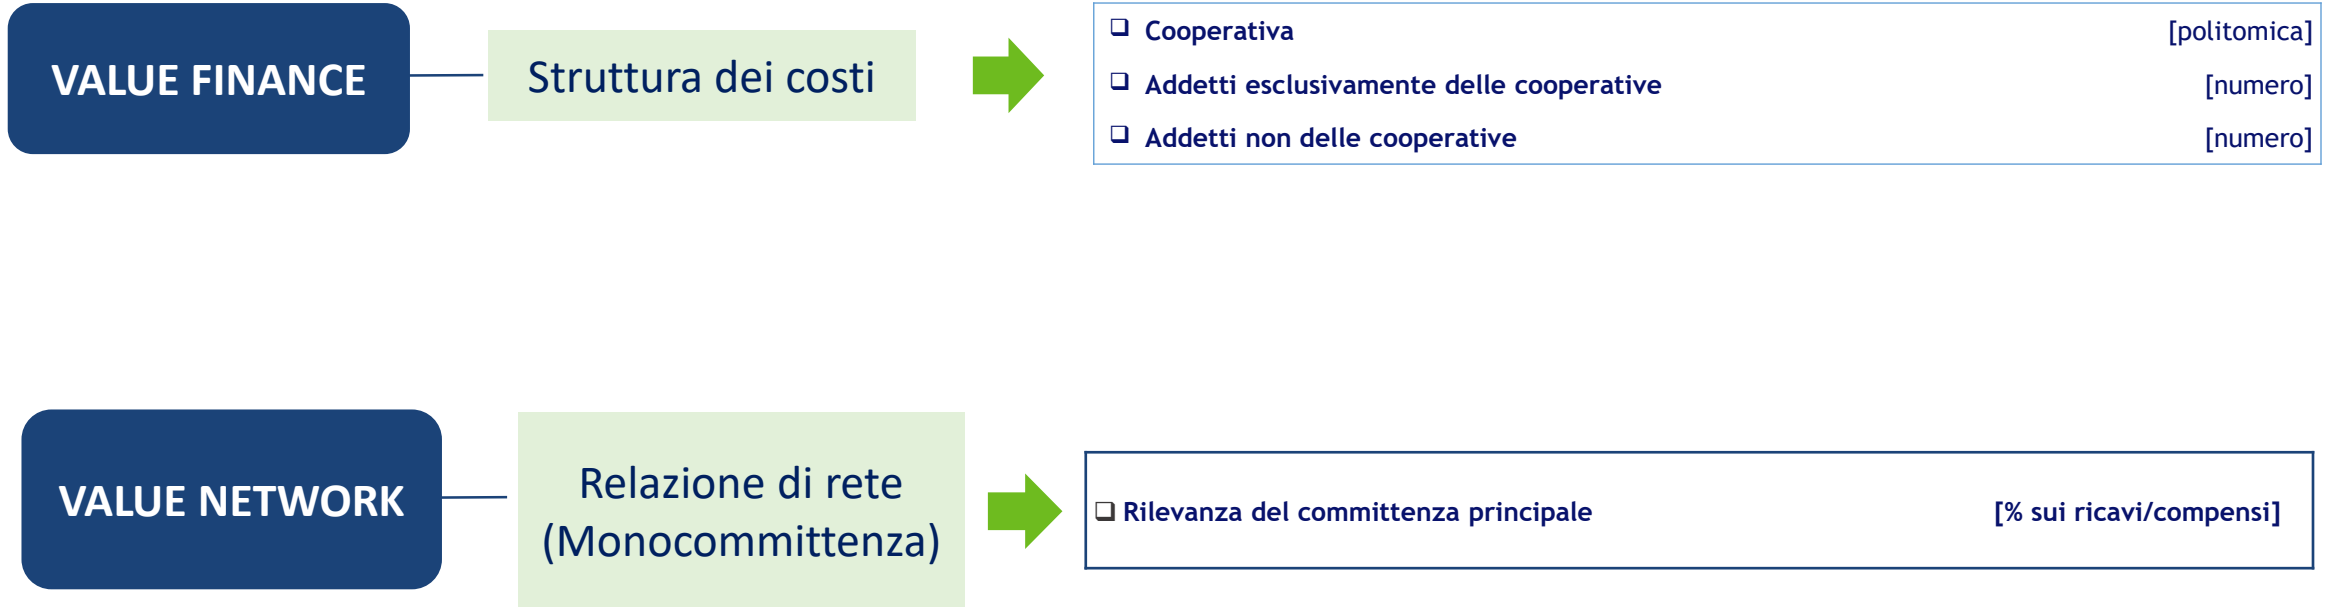 VALUE FINANCE
Struttura dei costi
❑ Cooperativa [politomica]
❑ Addetti esclusivamente delle cooperative [numero]
❑ Addetti non delle cooperative [numero]
VALUE NETWORK
Relazione di rete
(Monocommittenza)
❑ Rilevanza del committenza principale [% sui ricavi/compensi]